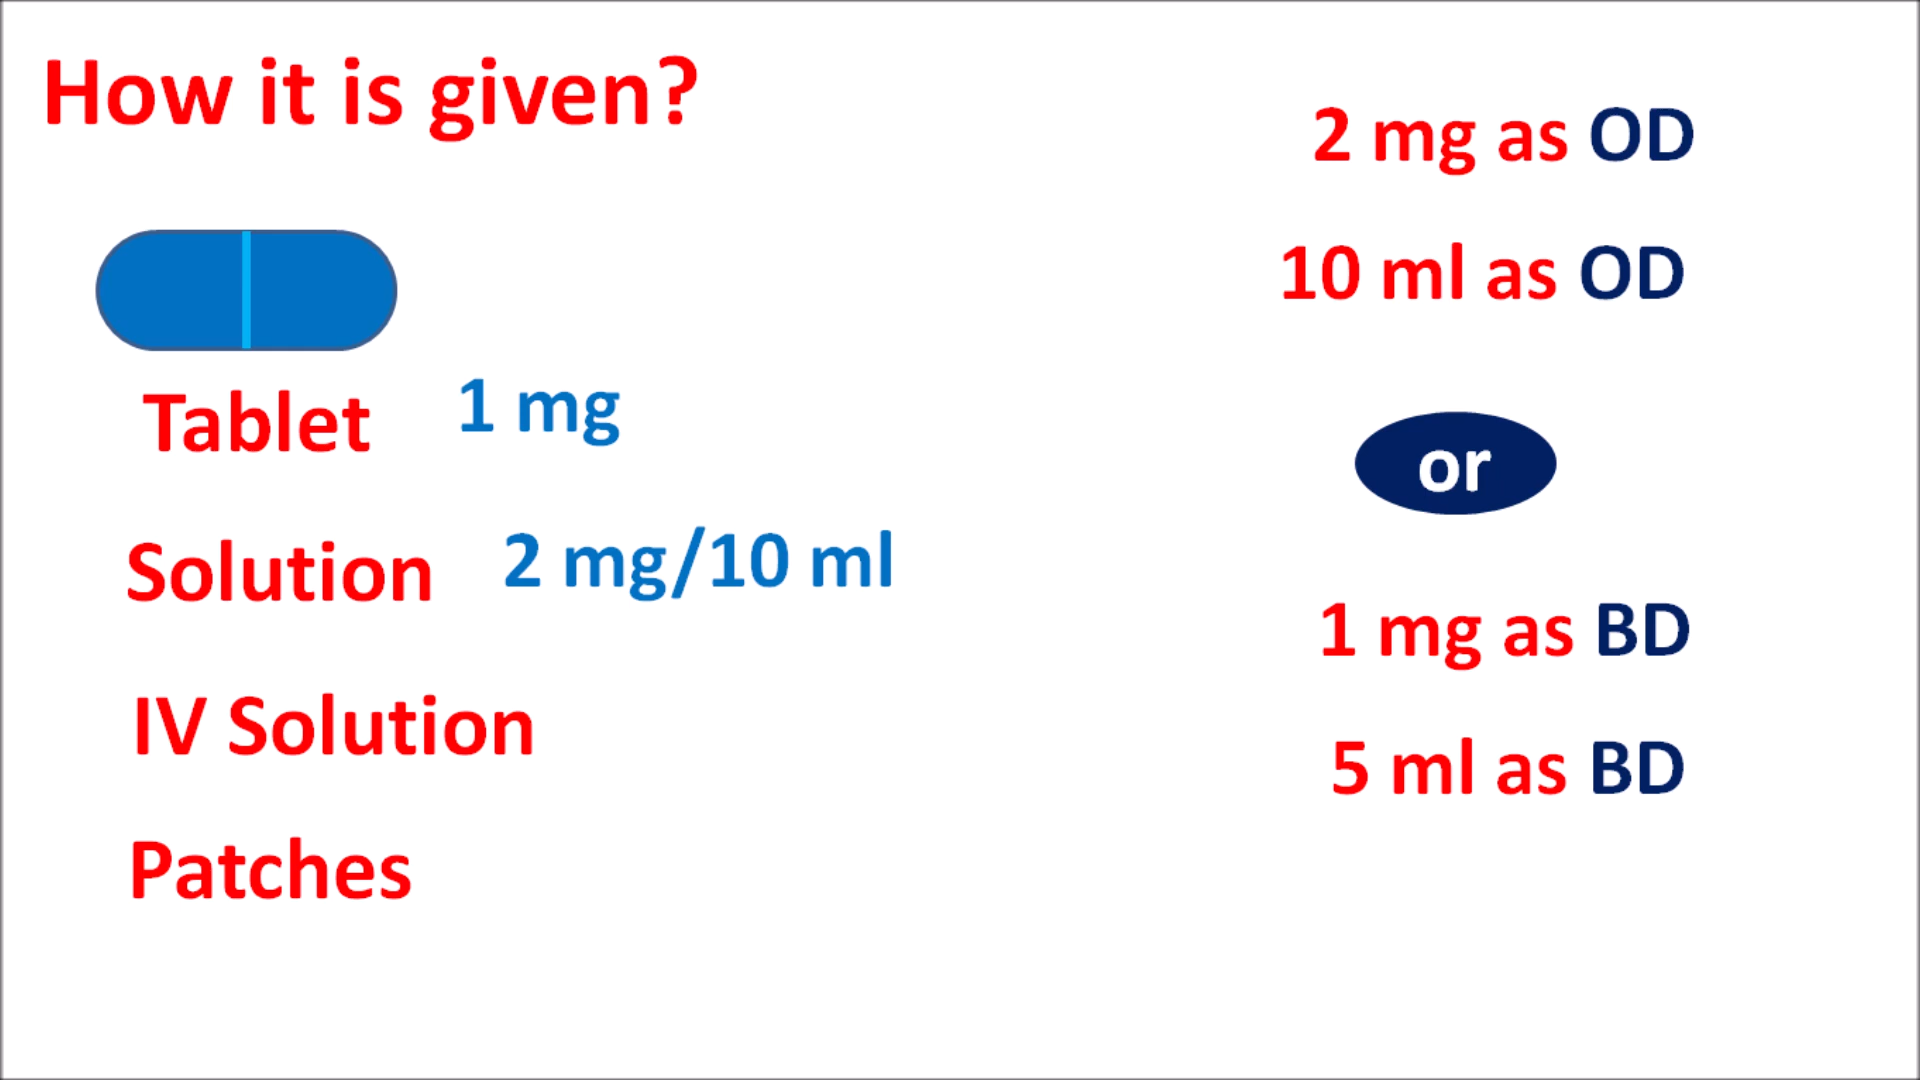 How it is given?
Tablet 1 mg
Solution 2 mg/10 ml
IV Solution
Patches
2 mg as OD
10 ml as OD
or
1 mg as BD
5 ml as BD